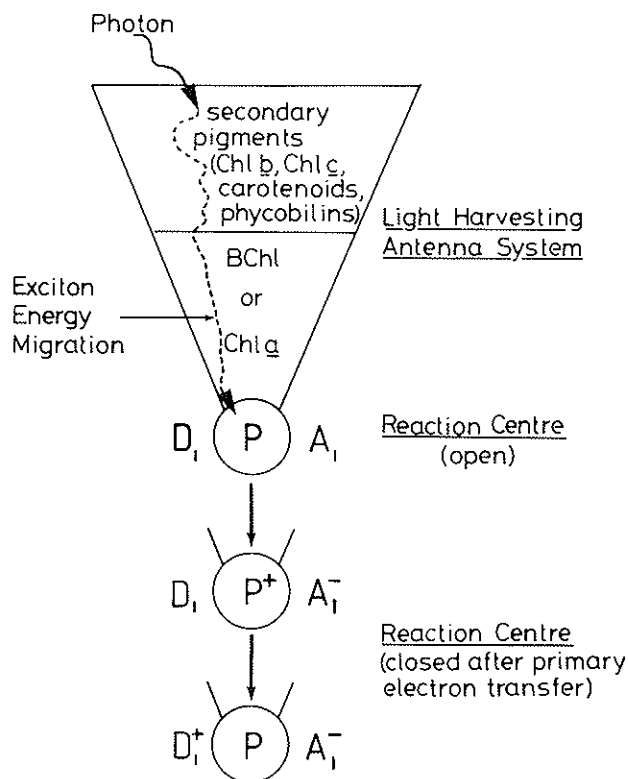 Photon
secondary
pigments
(Chl b, Chl c,
carotenoids,
phycobilins)
Light Harvesting
Antenna System
BChl
or
Chl a
Exciton
Energy
Migration
D₁ P A₁
Reaction Centre
(open)
D₁ P⁺ A₁⁻
Reaction Centre
(closed after primary
electron transfer)
D₁⁺ P A₁⁻